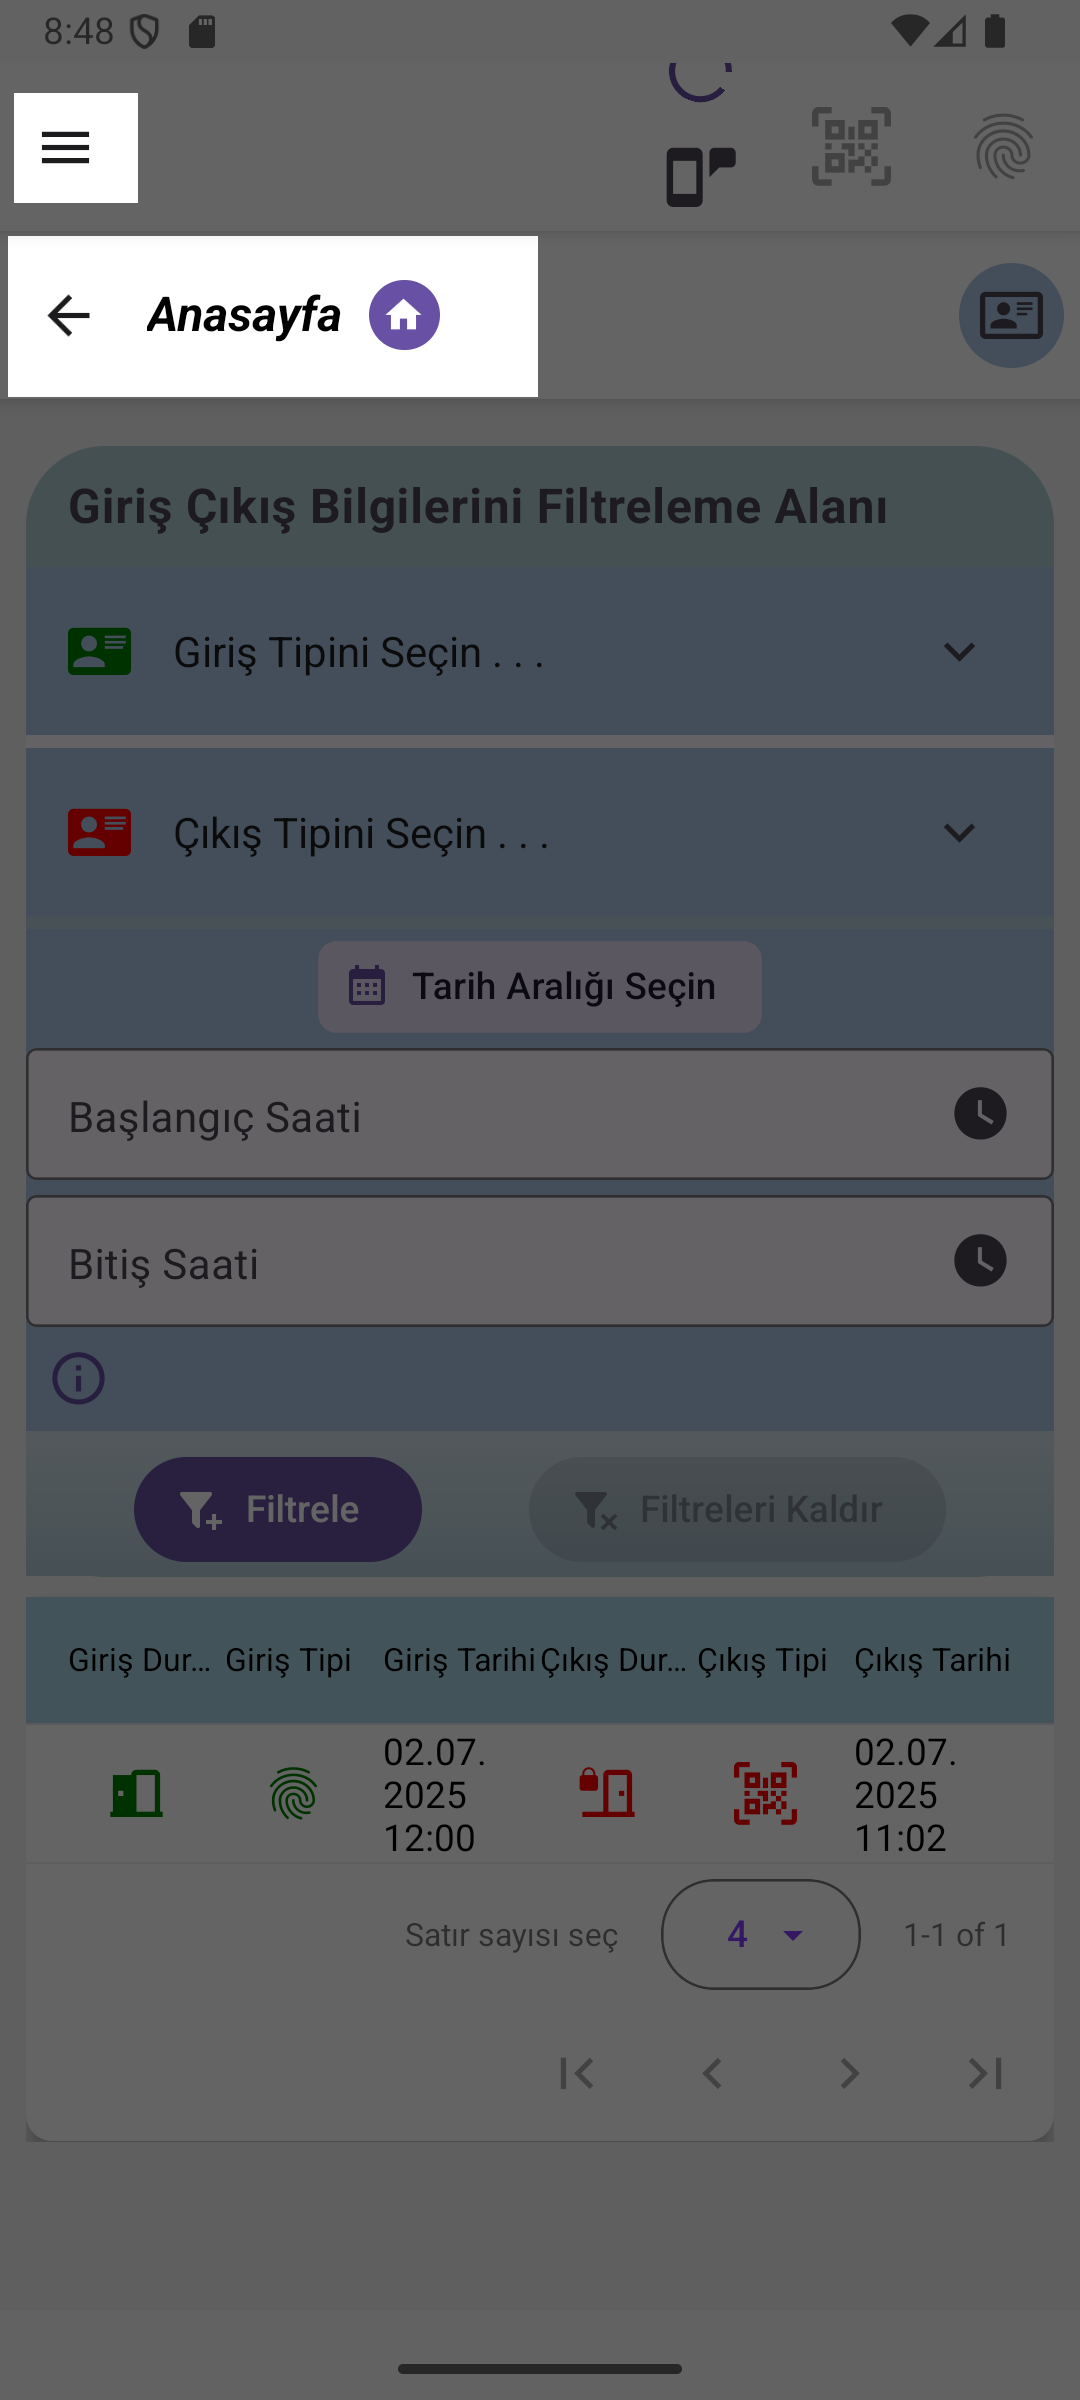 8:48
Anasayfa
Giriş Çıkış Bilgilerini Filtreleme Alanı
Giriş Tipini Seçin . . .
Çıkış Tipini Seçin . . .
Tarih Aralığı Seçin
Başlangıç Saati
Bitiş Saati
Filtrele
Filtreleri Kaldır
Giriş Dur... Giriş Tipi Giriş Tarihi Çıkış Dur... Çıkış Tipi Çıkış Tarihi
02.07. 02.07.
2025 2025
12:00 11:02
Satır sayısı seç 4 1-1 of 1